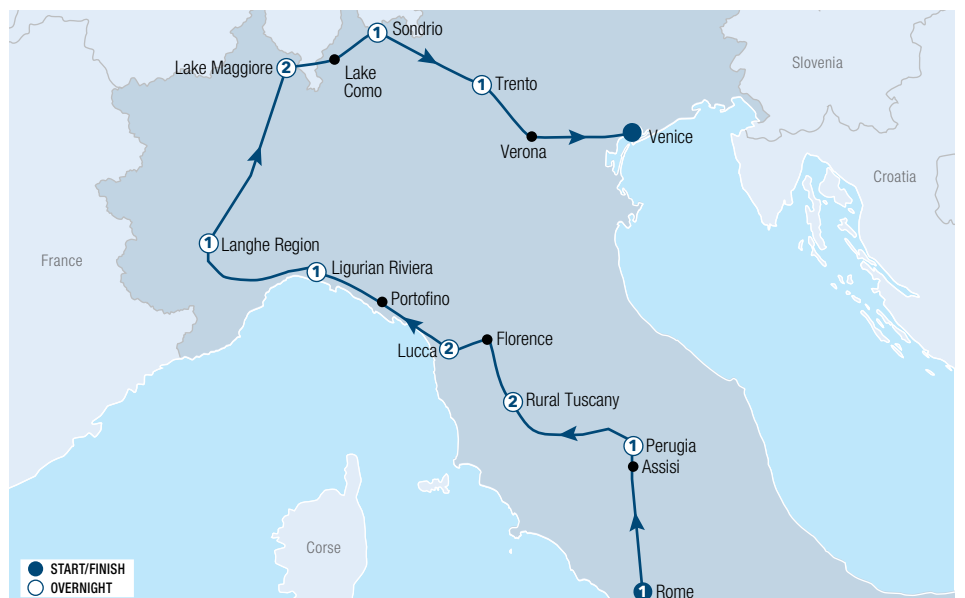 1
Sondrio
Slovenia
Lake Maggiore
2
Lake
Como
1
Trento
Verona
Venice
Croatia
France
1
Langhe Region
1
Ligurian Riviera
Portofino
Florence
Lucca
2
2
Rural Tuscany
1
Perugia
Assisi
Corse
START/FINISH
OVERNIGHT
1
Rome